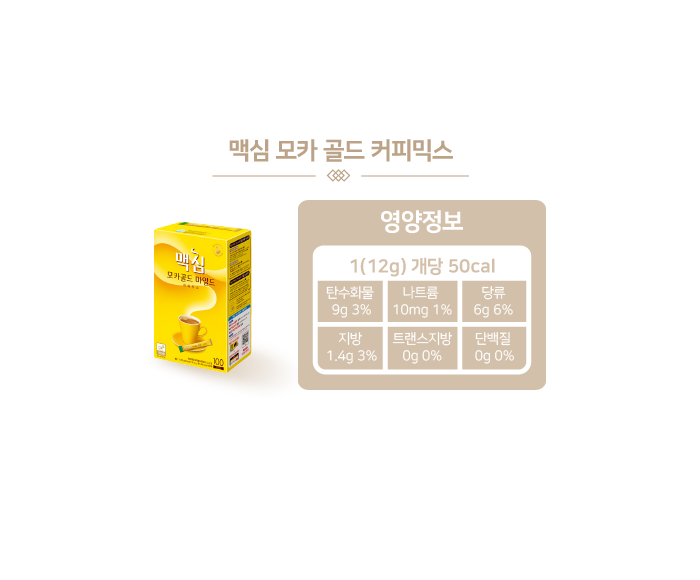 맥심 모카 골드 커피믹스
맥심
모카골드 마일드
100
영양정보
1(12g) 개당 50cal
탄수화물 나트륨 당류
9g 3% 10mg 1% 6g 6%
지방 트랜스지방 단백질
1.4g 3% 0g 0% 0g 0%